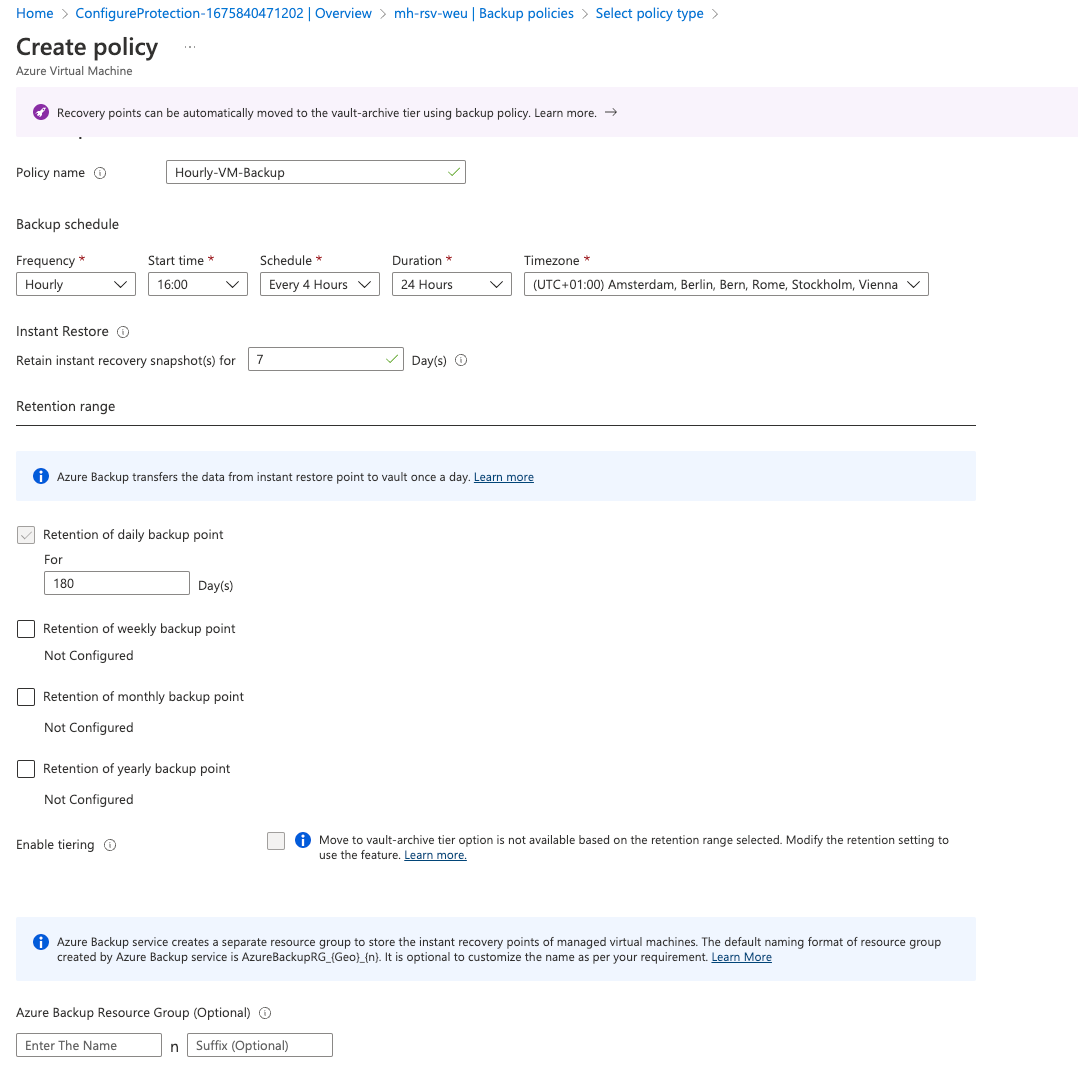 Home > ConfigureProtection-1675840471202 | Overview > mh-rsv-weu | Backup policies > Select policy type >
Create policy ...
Azure Virtual Machine
Recovery points can be automatically moved to the vault-archive tier using backup policy. Learn more. →
Policy name
Hourly-VM-Backup
Backup schedule
Frequency * Start time * Schedule * Duration * Timezone *
Hourly 16:00 Every 4 Hours 24 Hours (UTC+01:00) Amsterdam, Berlin, Bern, Rome, Stockholm, Vienna
Instant Restore
Retain instant recovery snapshot(s) for 7 Day(s)
Retention range
Azure Backup transfers the data from instant restore point to vault once a day. Learn more
Retention of daily backup point
For
180 Day(s)
Retention of weekly backup point
Not Configured
Retention of monthly backup point
Not Configured
Retention of yearly backup point
Not Configured
Enable tiering
Move to vault-archive tier option is not available based on the retention range selected. Modify the retention setting to
use the feature. Learn more.
Azure Backup service creates a separate resource group to store the instant recovery points of managed virtual machines. The default naming format of resource group
created by Azure Backup service is AzureBackupRG_{Geo}_{n}. It is optional to customize the name as per your requirement. Learn More
Azure Backup Resource Group (Optional)
Enter The Name n Suffix (Optional)